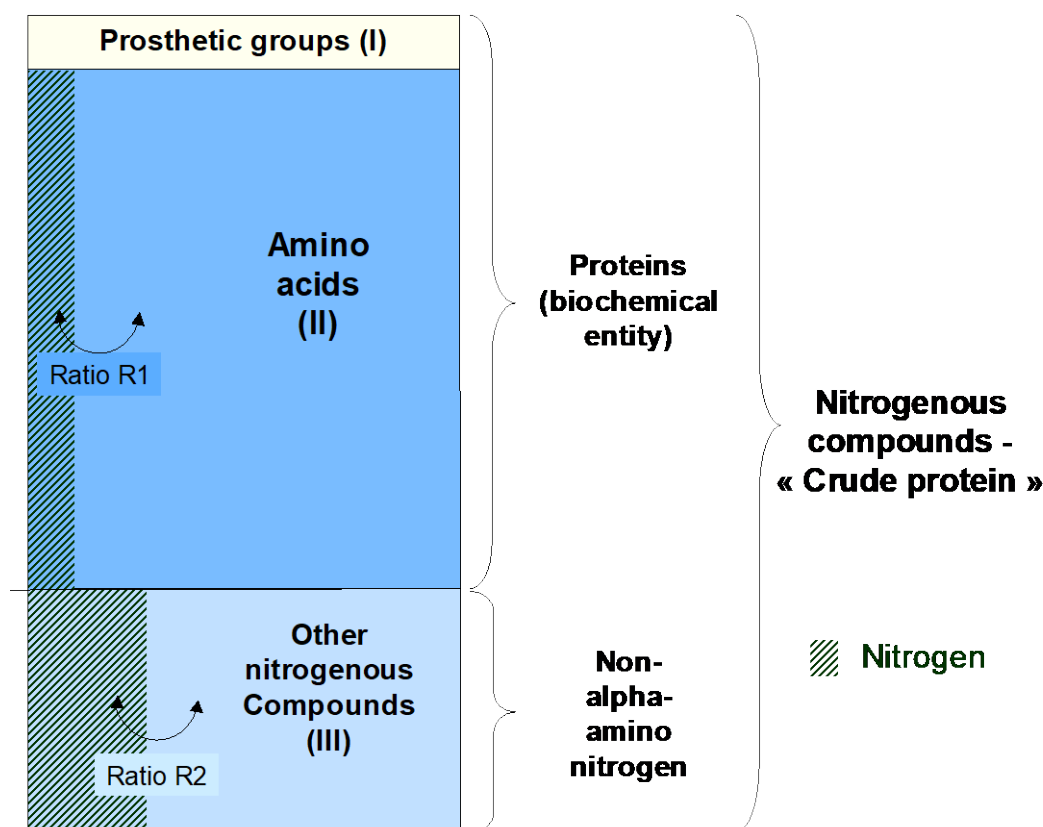 Prosthetic groups (I)
Amino
acids
(II)
Ratio R1
Other
nitrogenous
Compounds
(III)
Ratio R2
Proteins
(biochemical
entity)
Non-
alpha-
amino
nitrogen
Nitrogenous
compounds -
« Crude protein »
Nitrogen